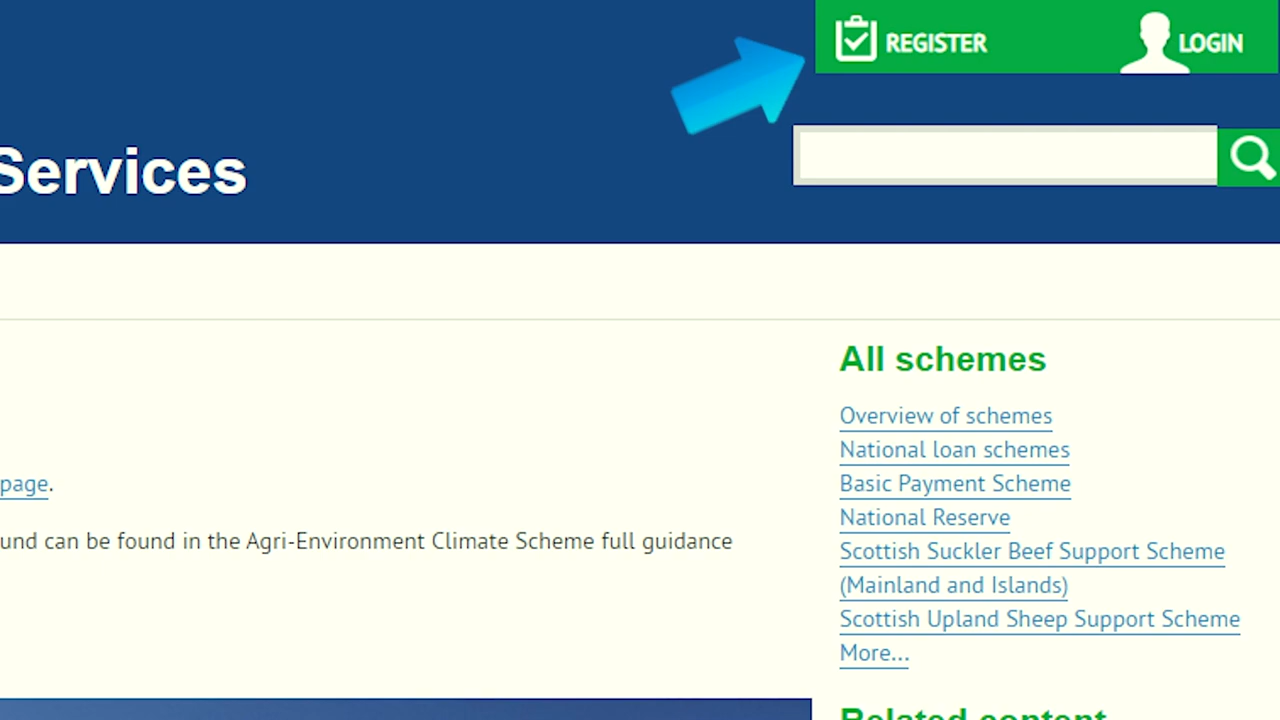 REGISTER
LOGIN
Services
All schemes
Overview of schemes
National loan schemes
page.
Basic Payment Scheme
National Reserve
und can be found in the Agri-Environment Climate Scheme full guidance
Scottish Suckler Beef Support Scheme
(Mainland and Islands)
Scottish Upland Sheep Support Scheme
More...
Related content